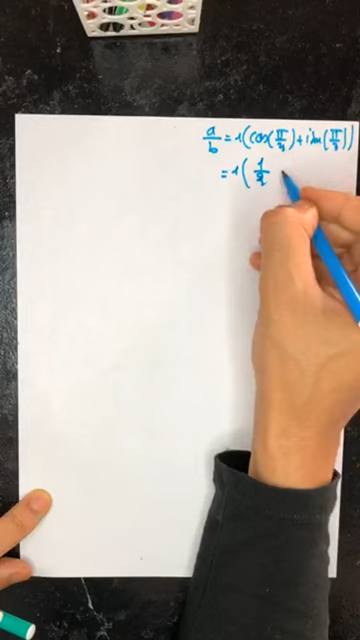 a/b = 1(cos(π/3) + i sin(π/3))
= 1( 1/2